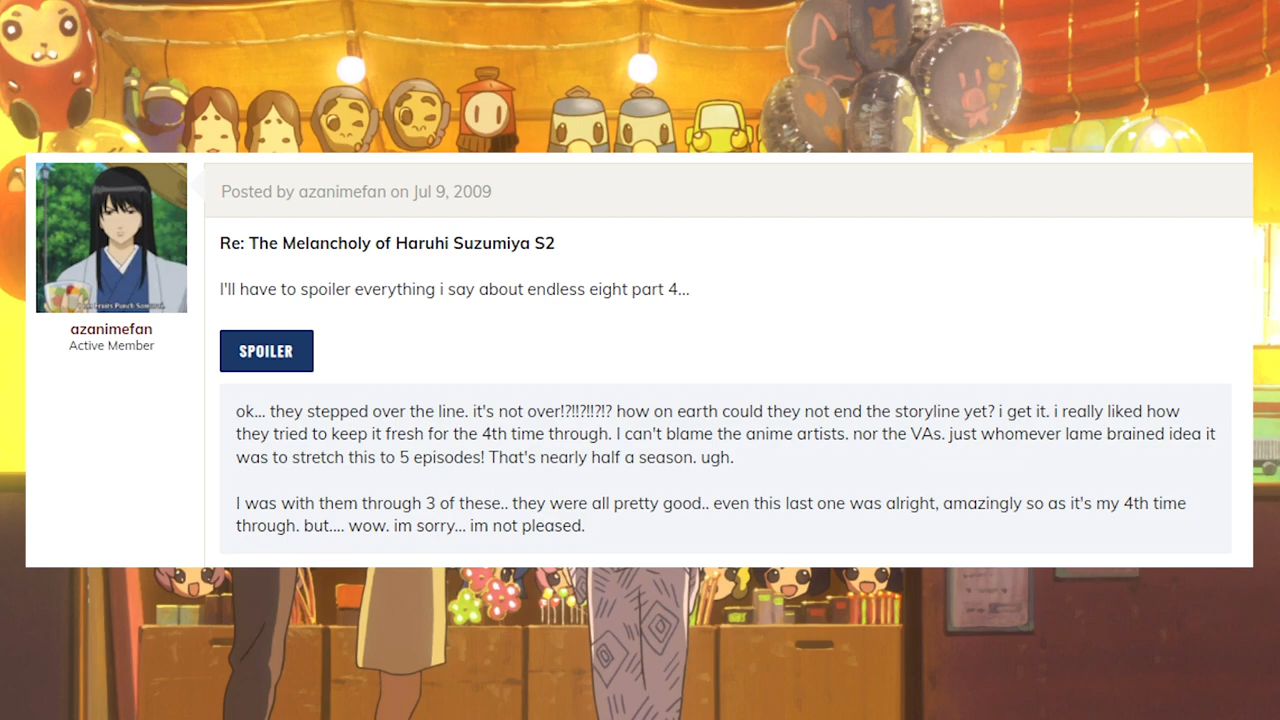 Posted by azanimefan on Jul 9, 2009
azanimefan
Active Member
Re: The Melancholy of Haruhi Suzumiya S2
I'll have to spoiler everything i say about endless eight part 4...
SPOILER
ok... they stepped over the line. it's not over!?!!?!!?!? how on earth could they not end the storyline yet? i get it. i really liked how
they tried to keep it fresh for the 4th time through. I can't blame the anime artists. nor the VAs. just whomever lame brained idea it
was to stretch this to 5 episodes! That's nearly half a season. ugh.
I was with them through 3 of these.. they were all pretty good.. even this last one was alright, amazingly so as it's my 4th time
through. but.... wow. im sorry... im not pleased.